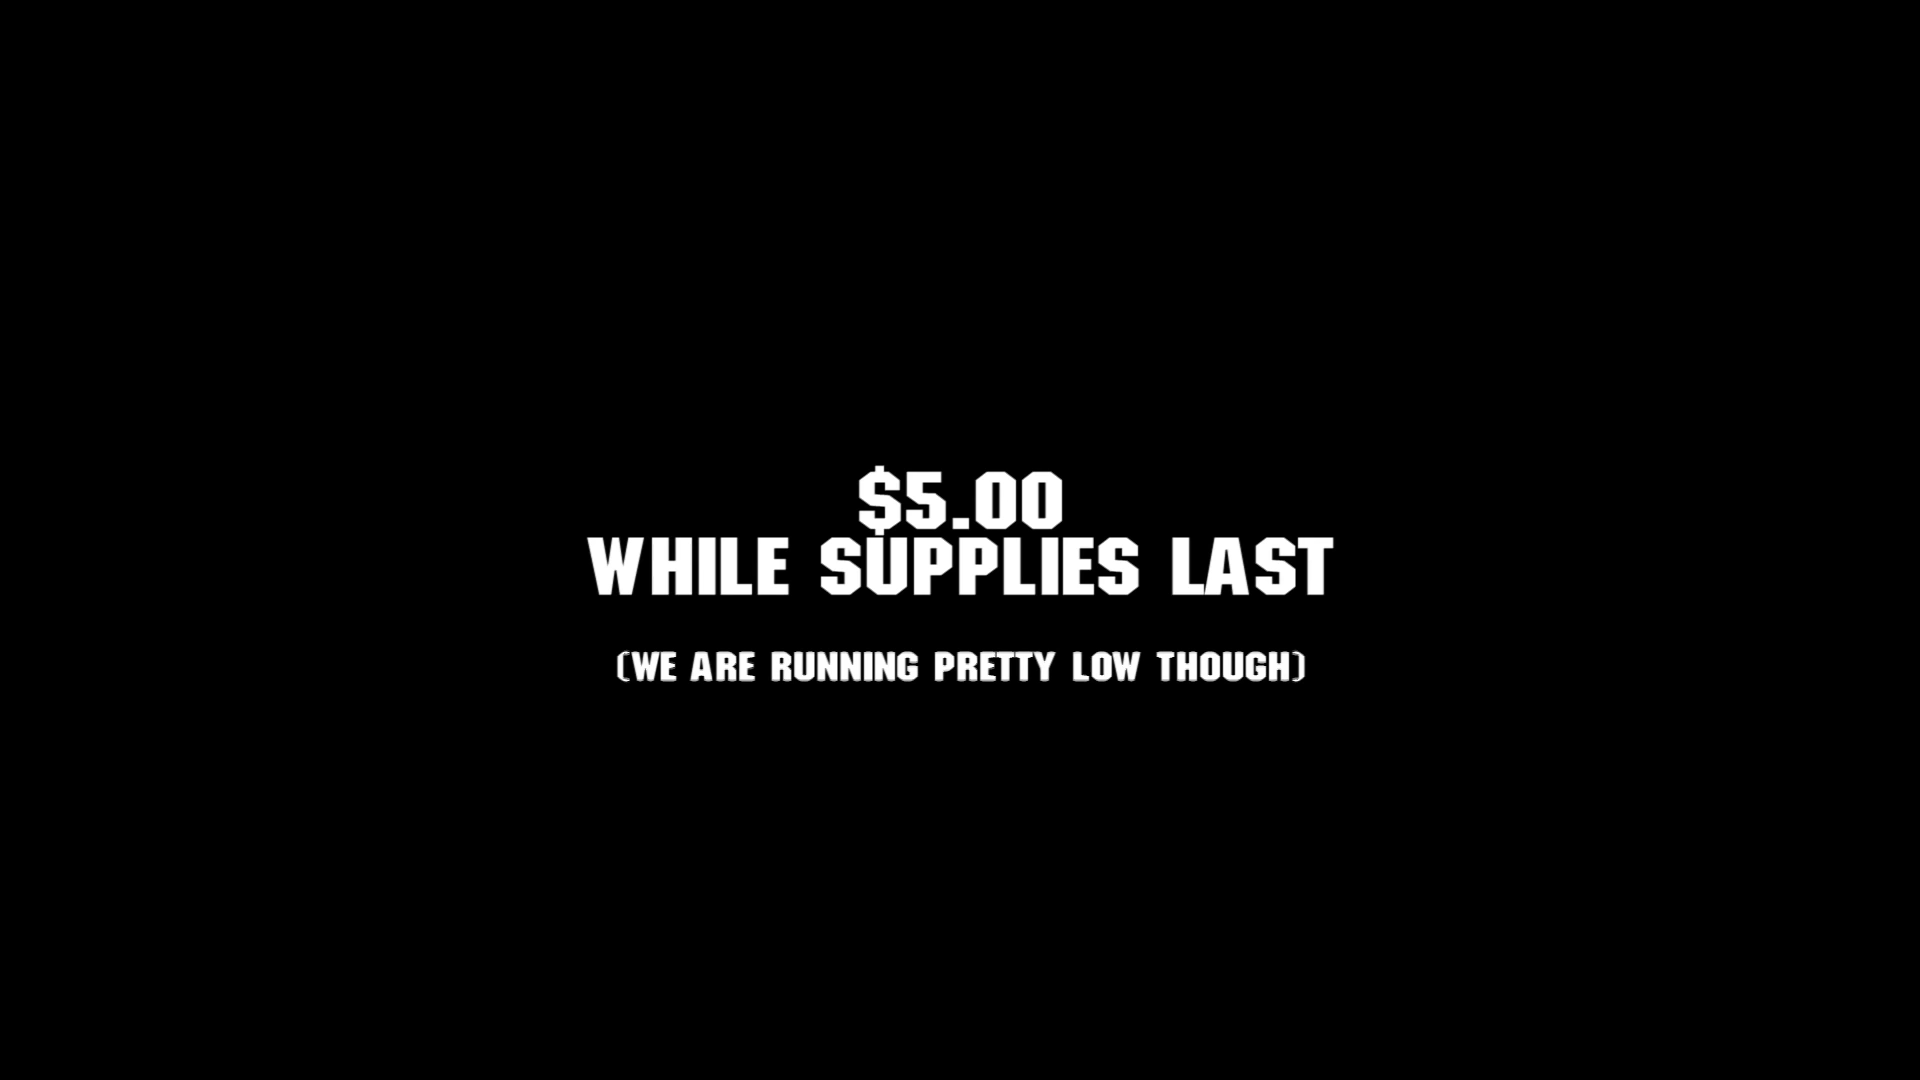 $5.00
WHILE SUPPLIES LAST
(WE ARE RUNNING PRETTY LOW THOUGH)